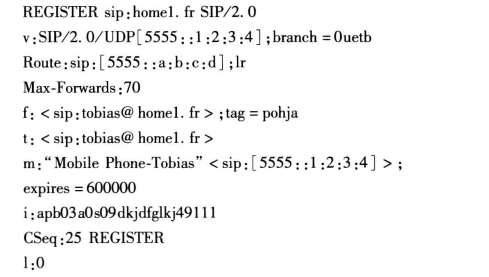 REGISTER sip:home1. fr SIP/2. 0
v:SIP/2. 0/UDP[5555::1:2:3:4];branch = 0uetb
Route:sip:[5555::a:b:c:d];lr
Max-Forwards:70
f: < sip:tobias@ home1. fr > ;tag = pohja
t: < sip:tobias@ home1. fr >
m:“Mobile Phone-Tobias” < sip:[5555::1:2:3:4] > ;
expires = 600000
i:apb03a0s09dkjdfglkj49111
CSeq:25 REGISTER
l:0